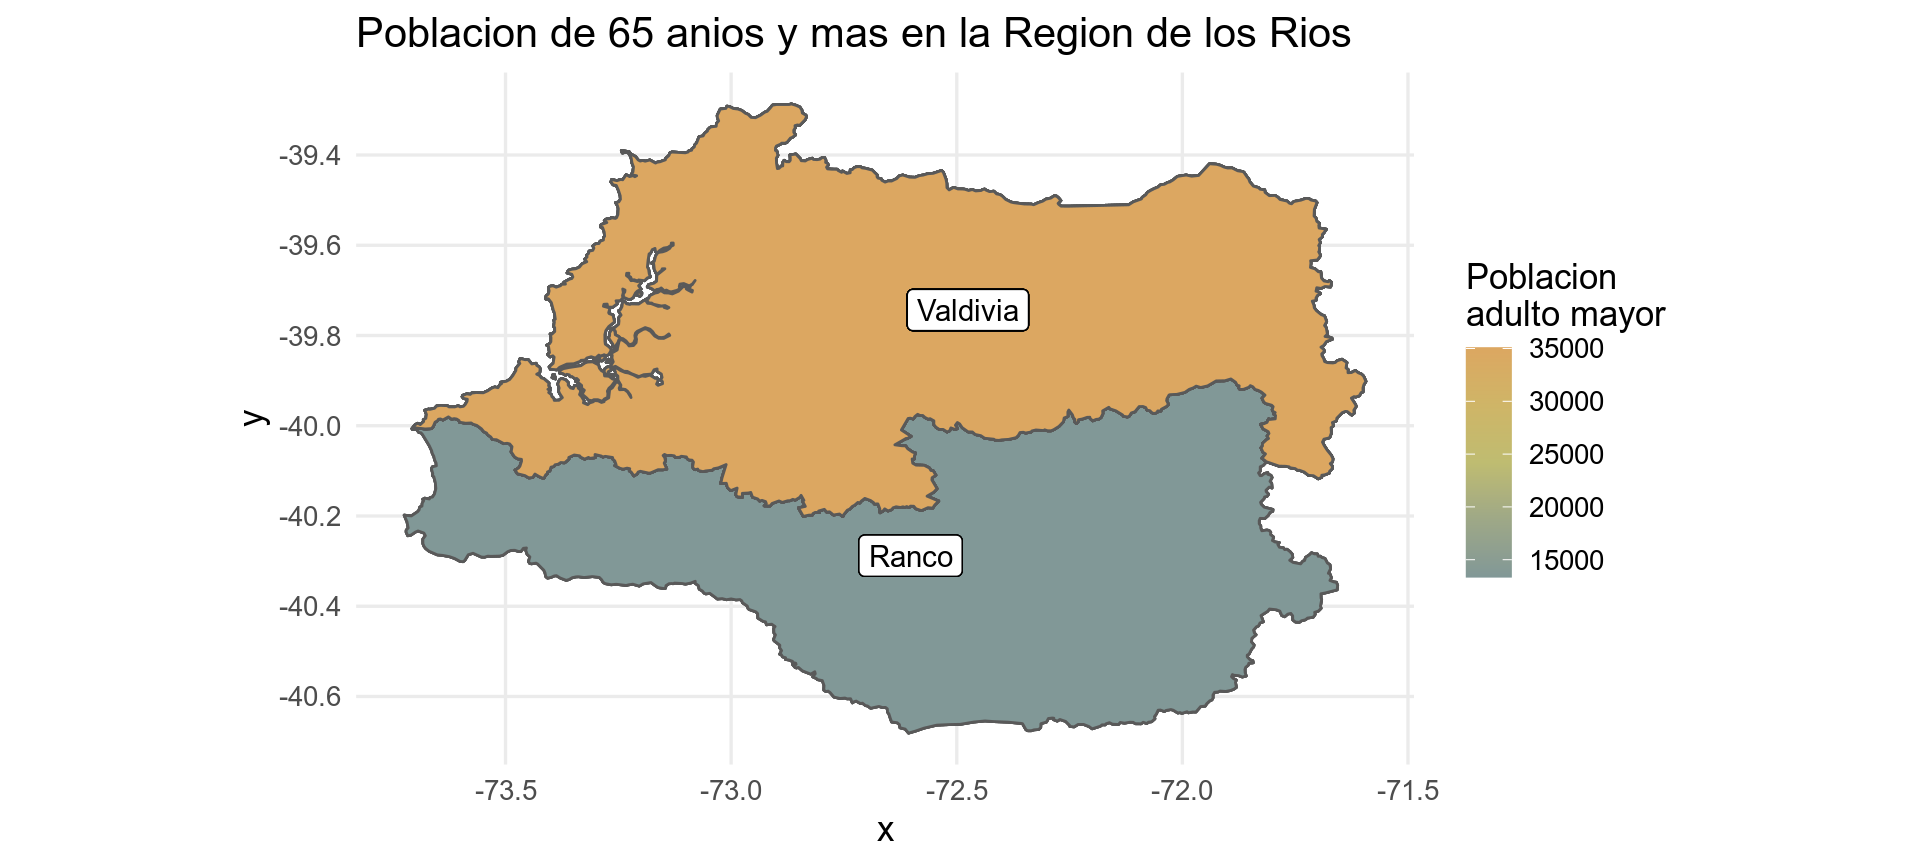 Poblacion de 65 anios y mas en la Region de los Rios
-39.4
-39.6
-39.8
-40.0
-40.2
-40.4
-40.6
y
Valdivia
Ranco
-73.5
-73.0
-72.5
-72.0
-71.5
x
Poblacion
adulto mayor
35000
30000
25000
20000
15000